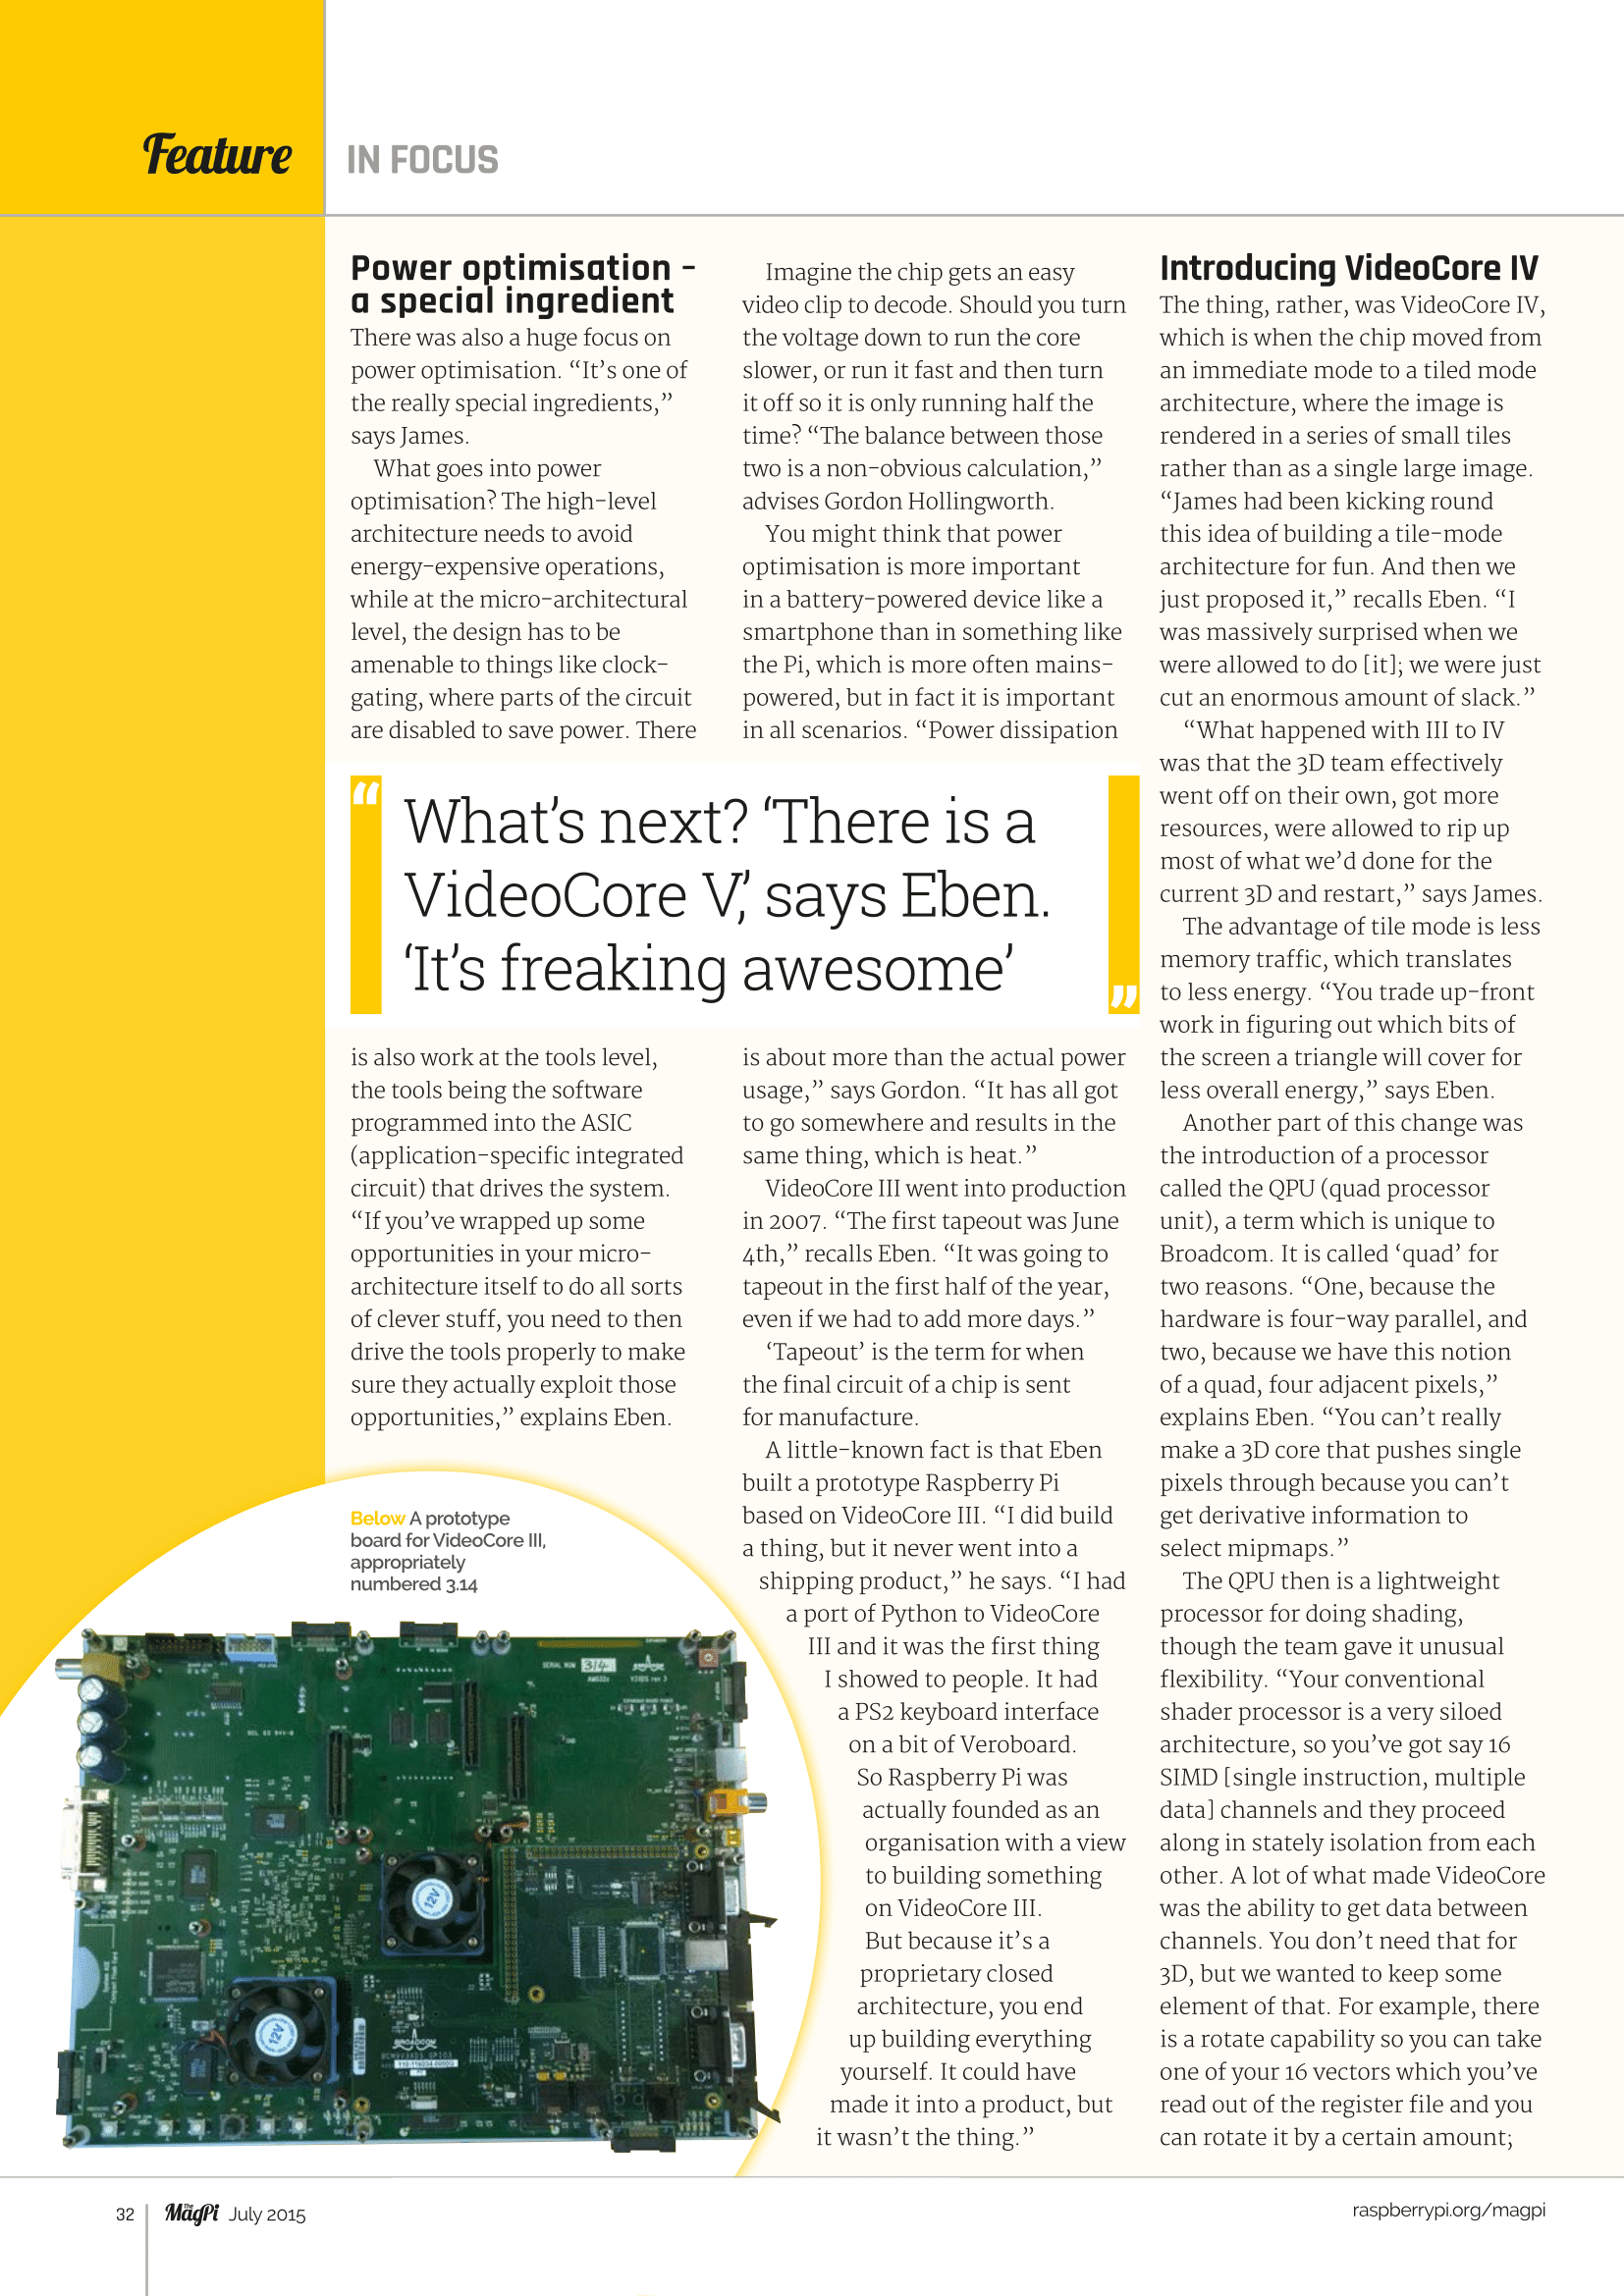 Feature
IN FOCUS
Power optimisation –
a special ingredient
There was also a huge focus on
power optimisation. “It’s one of
the really special ingredients,”
says James.
What goes into power
optimisation? The high-level
architecture needs to avoid
energy-expensive operations,
while at the micro-architectural
level, the design has to be
amenable to things like clock-
gating, where parts of the circuit
are disabled to save power. There
is also work at the tools level,
the tools being the software
programmed into the ASIC
(application-specific integrated
circuit) that drives the system.
“If you’ve wrapped up some
opportunities in your micro-
architecture itself to do all sorts
of clever stuff, you need to then
drive the tools properly to make
sure they actually exploit those
opportunities,” explains Eben.
Imagine the chip gets an easy
video clip to decode. Should you turn
the voltage down to run the core
slower, or run it fast and then turn
it off so it is only running half the
time? “The balance between those
two is a non-obvious calculation,”
advises Gordon Hollingworth.
You might think that power
optimisation is more important
in a battery-powered device like a
smartphone than in something like
the Pi, which is more often mains-
powered, but in fact it is important
in all scenarios. “Power dissipation
is about more than the actual power
usage,” says Gordon. “It has all got
to go somewhere and results in the
same thing, which is heat.”
VideoCore III went into production
in 2007. “The first tapeout was June
4th,” recalls Eben. “It was going to
tapeout in the first half of the year,
even if we had to add more days.”
‘Tapeout’ is the term for when
the final circuit of a chip is sent
for manufacture.
A little-known fact is that Eben
built a prototype Raspberry Pi
based on VideoCore III. “I did build
a thing, but it never went into a
shipping product,” he says. “I had
a port of Python to VideoCore
III and it was the first thing
I showed to people. It had
a PS2 keyboard interface
on a bit of Veroboard.
So Raspberry Pi was
actually founded as an
organisation with a view
to building something
on VideoCore III.
But because it’s a
proprietary closed
architecture, you end
up building everything
yourself. It could have
made it into a product, but
it wasn’t the thing.”
“
What’s next? ‘There is a
VideoCore V,’ says Eben.
‘It’s freaking awesome’
”
Introducing VideoCore IV
The thing, rather, was VideoCore IV,
which is when the chip moved from
an immediate mode to a tiled mode
architecture, where the image is
rendered in a series of small tiles
rather than as a single large image.
“James had been kicking round
this idea of building a tile-mode
architecture for fun. And then we
just proposed it,” recalls Eben. “I
was massively surprised when we
were allowed to do [it]; we were just
cut an enormous amount of slack.”
“What happened with III to IV
was that the 3D team effectively
went off on their own, got more
resources, were allowed to rip up
most of what we’d done for the
current 3D and restart,” says James.
The advantage of tile mode is less
memory traffic, which translates
to less energy. “You trade up-front
work in figuring out which bits of
the screen a triangle will cover for
less overall energy,” says Eben.
Another part of this change was
the introduction of a processor
called the QPU (quad processor
unit), a term which is unique to
Broadcom. It is called ‘quad’ for
two reasons. “One, because the
hardware is four-way parallel, and
two, because we have this notion
of a quad, four adjacent pixels,”
explains Eben. “You can’t really
make a 3D core that pushes single
pixels through because you can’t
get derivative information to
select mipmaps.”
The QPU then is a lightweight
processor for doing shading,
though the team gave it unusual
flexibility. “Your conventional
shader processor is a very siloed
architecture, so you’ve got say 16
SIMD [single instruction, multiple
data] channels and they proceed
along in stately isolation from each
other. A lot of what made VideoCore
was the ability to get data between
channels. You don’t need that for
3D, but we wanted to keep some
element of that. For example, there
is a rotate capability so you can take
one of your 16 vectors which you’ve
read out of the register file and you
can rotate it by a certain amount;
Below A prototype
board for VideoCore III,
appropriately
numbered 3.14
SERIAL NUM 3.14
12V
12V
BROADCOM
32
The MagPi July 2015
raspberrypi.org/magpi